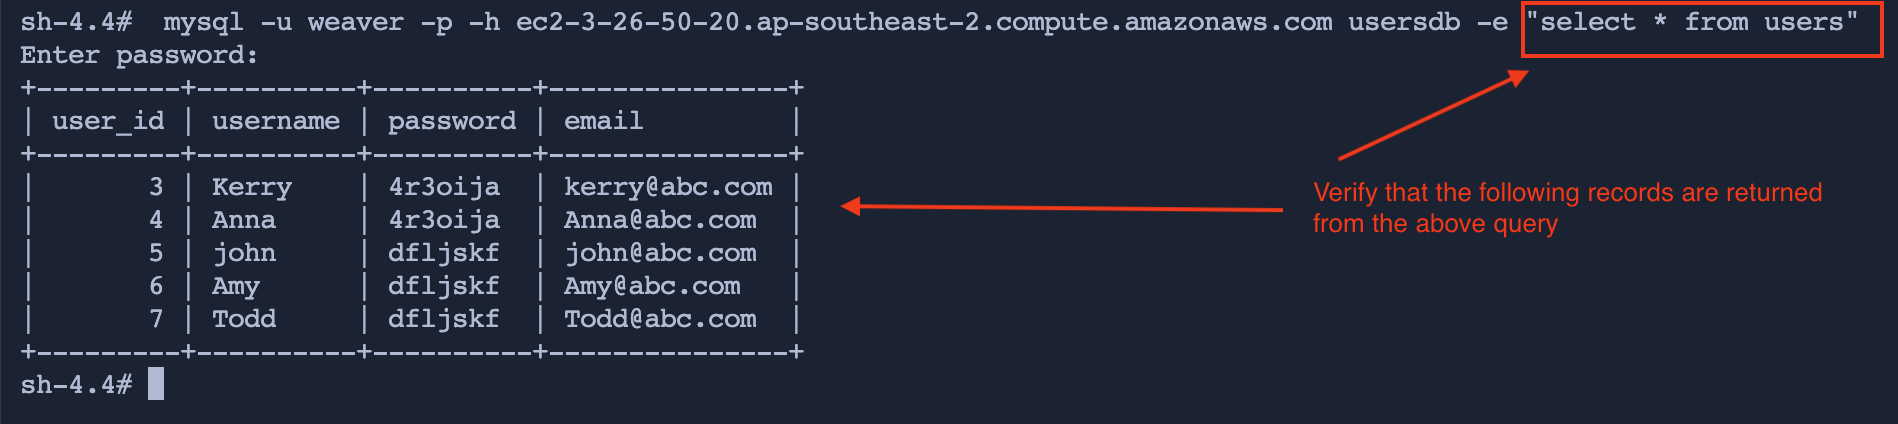 sh-4.4#  mysql -u weaver -p -h ec2-3-26-50-20.ap-southeast-2.compute.amazonaws.com usersdb -e "select * from users"
Enter password:
+---------+----------+----------+---------------+
| user_id | username | password | email         |
+---------+----------+----------+---------------+
|       3 | Kerry    | 4r3oija  | kerry@abc.com |
|       4 | Anna     | 4r3oija  | Anna@abc.com  |
|       5 | john     | dfljskf  | john@abc.com  |
|       6 | Amy      | dfljskf  | Amy@abc.com   |
|       7 | Todd     | dfljskf  | Todd@abc.com  |
+---------+----------+----------+---------------+
sh-4.4#
Verify that the following records are returned
from the above query